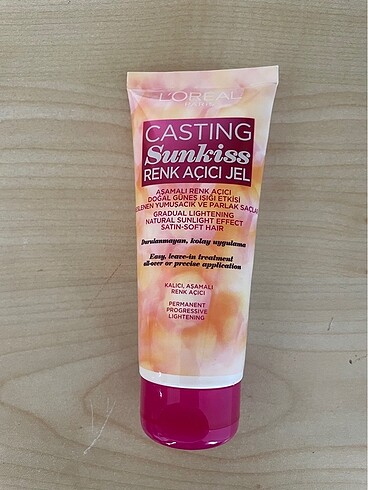 L'OREAL
PARIS
CASTING
Sunkiss
RENK AÇICI JEL
AŞAMALI RENK AÇICI
DOĞAL GÜNEŞ IŞIĞI ETKİSİ
YUMUŞACIK VE PARLAK SAÇLAR
GRADUAL LIGHTENING
NATURAL SUNLIGHT EFFECT
SATIN-SOFT HAIR
Durulanmayan, kolay uygulama
Easy, leave-in treatment
all-over or precise application
KALICI, AŞAMALI
RENK AÇICI
PERMANENT
PROGRESSIVE
LIGHTENING